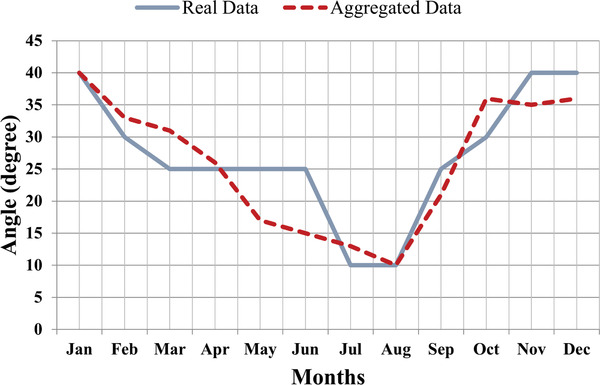 Real Data Aggregated Data
45
40
35
30
25
20
15
10
5
0
Angle (degree)
Jan Feb Mar Apr May Jun Jul Aug Sep Oct Nov Dec
Months